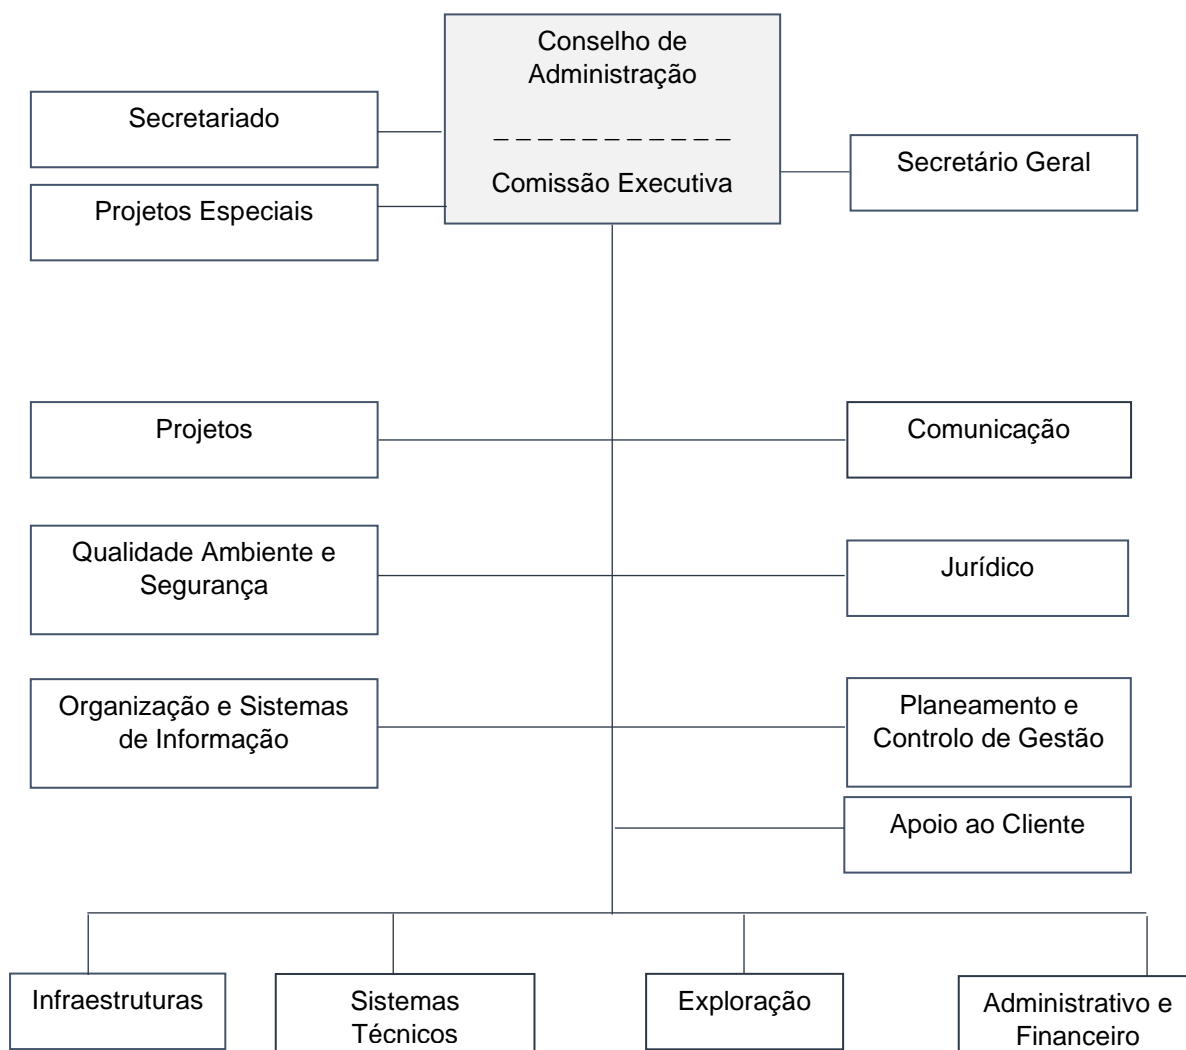 Conselho de
Administração
_ _ _ _ _ _ _ _ _ _ _
Comissão Executiva
Secretariado
Secretário Geral
Projetos Especiais
Projetos
Comunicação
Qualidade Ambiente e
Segurança
Jurídico
Organização e Sistemas
de Informação
Planeamento e
Controlo de Gestão
Apoio ao Cliente
Infraestruturas
Sistemas
Técnicos
Exploração
Administrativo e
Financeiro